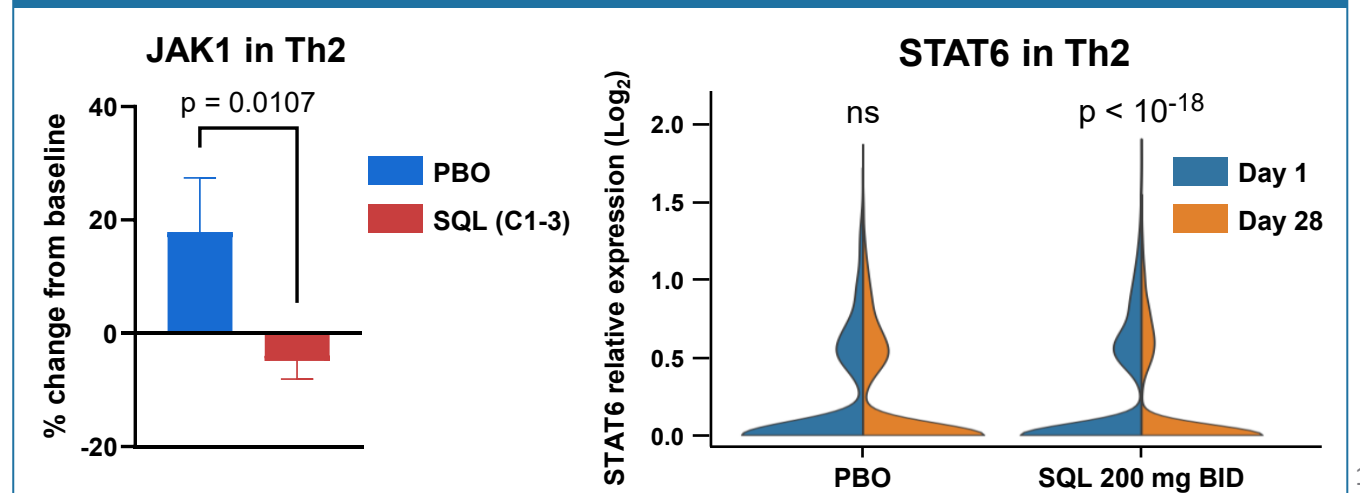 JAK1 in Th2
p = 0.0107
% change from baseline
40
20
0
-20
PBO
SQL (C1-3)
STAT6 in Th2
STAT6 relative expression (Log₂)
2.0
1.5
1.0
0.5
0.0
ns
p < 10⁻¹⁸
Day 1
Day 28
PBO
SQL 200 mg BID